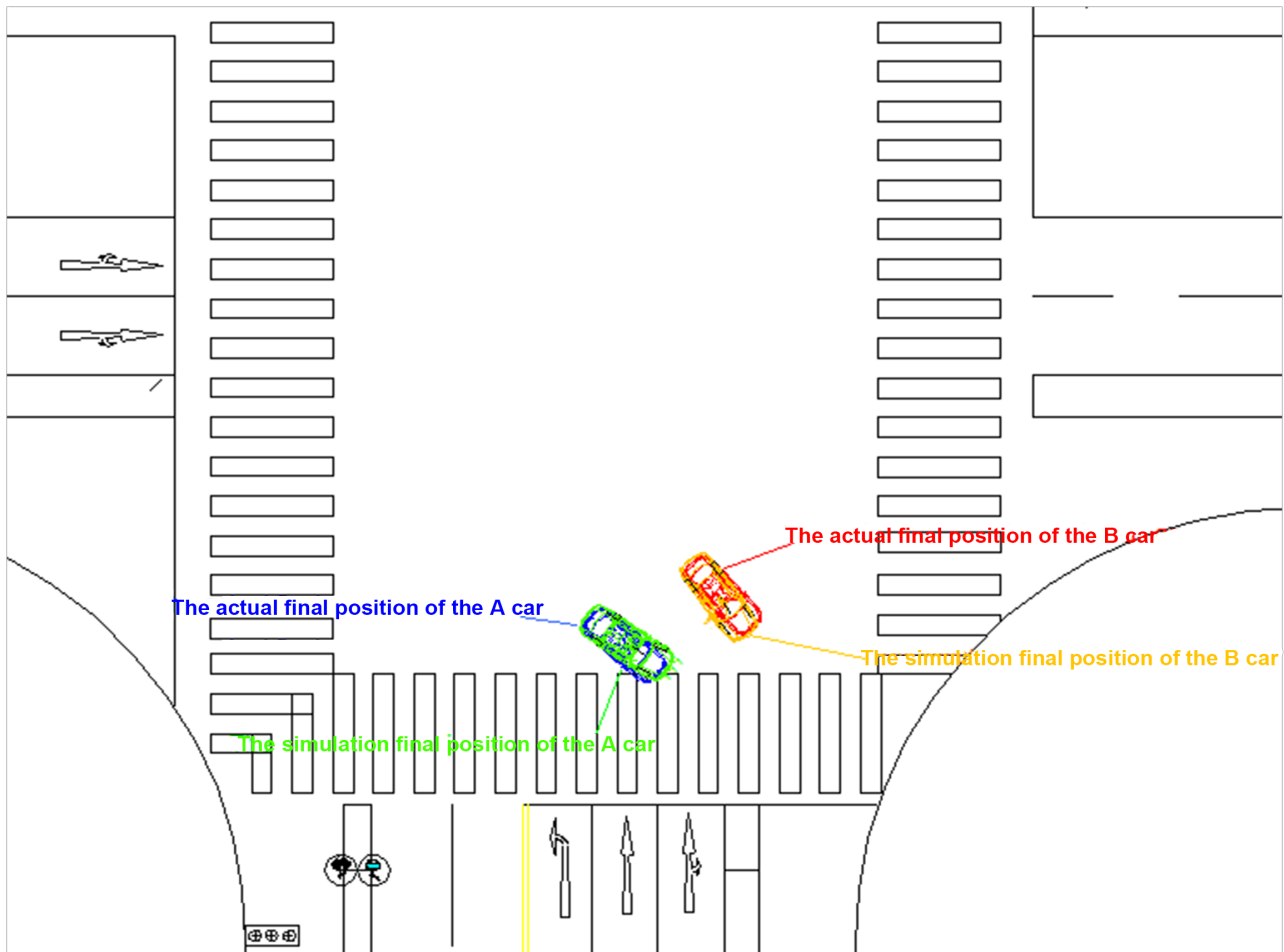 The actual final position of the B car
The actual final position of the A car
The simulation final position of the B car
The simulation final position of the A car